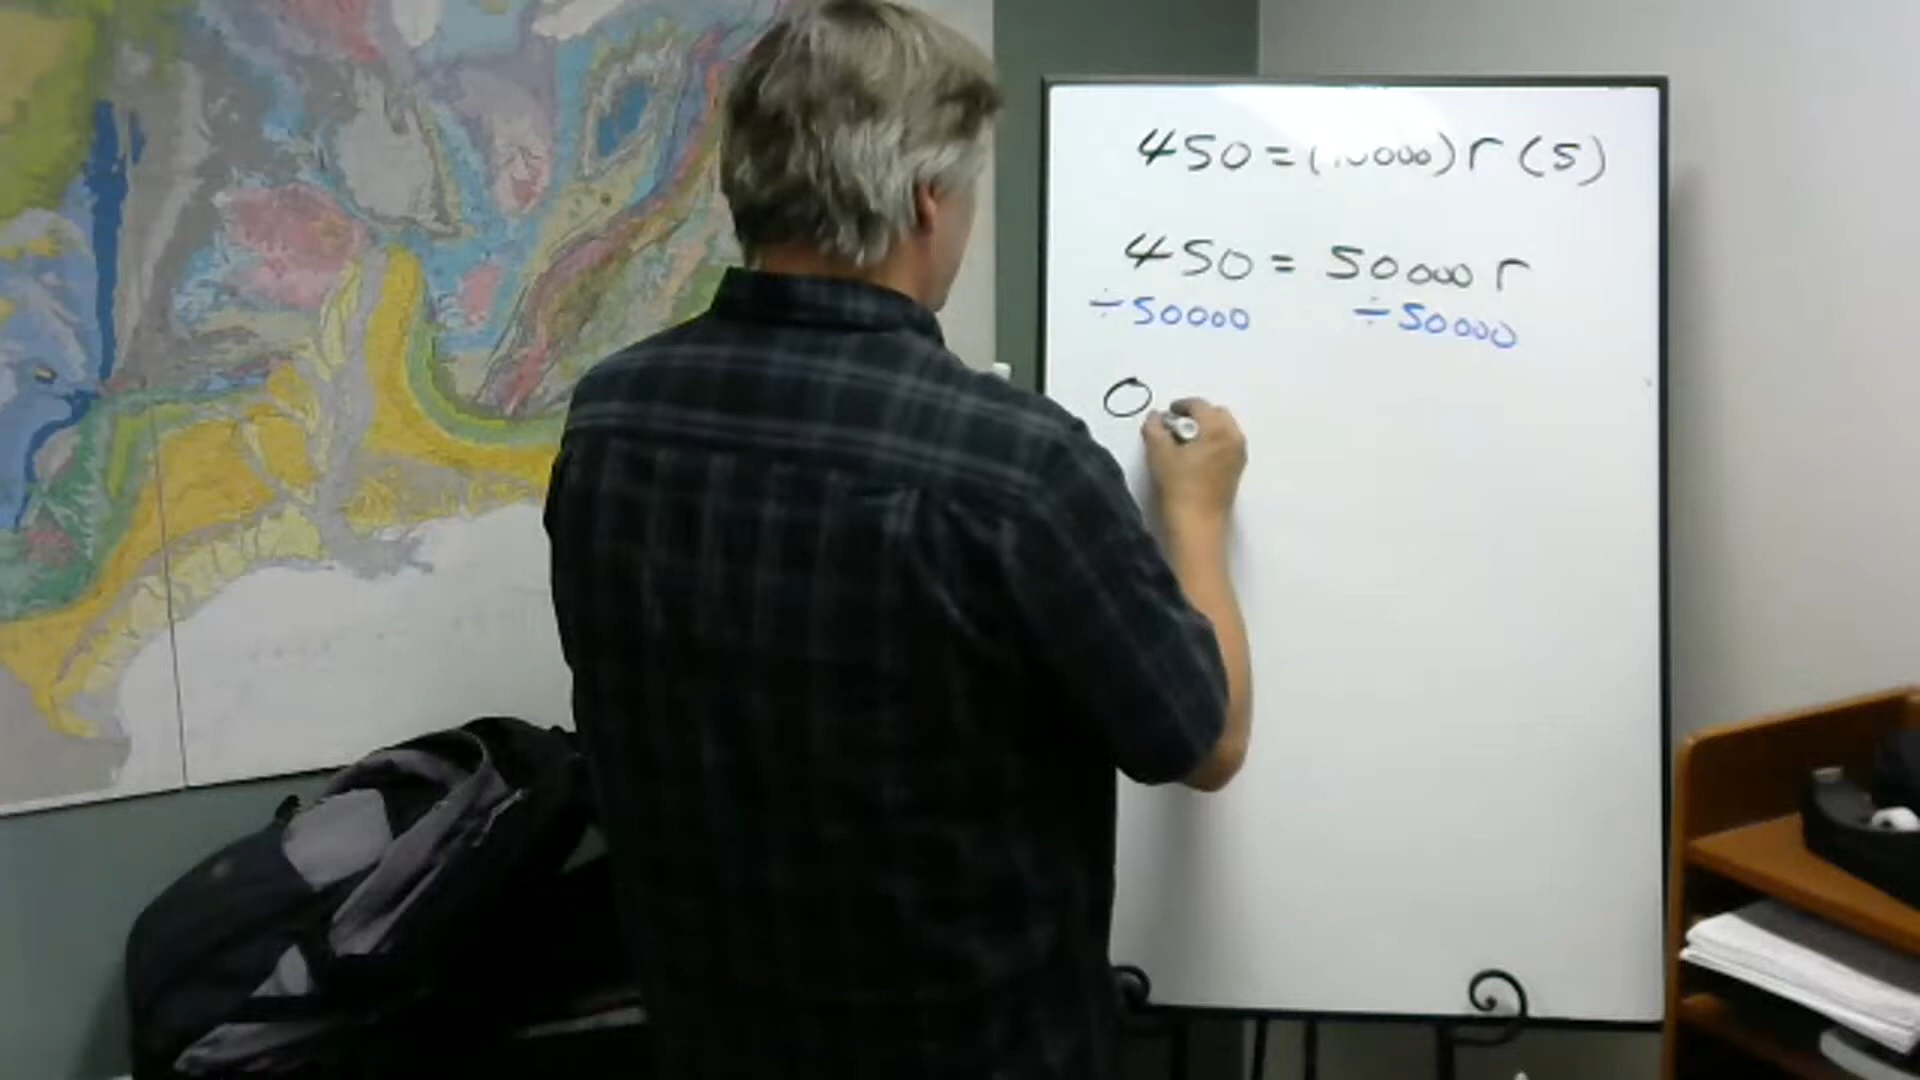 450 = (10000) r (5)
450 = 50000 r
÷50000 ÷50000
0